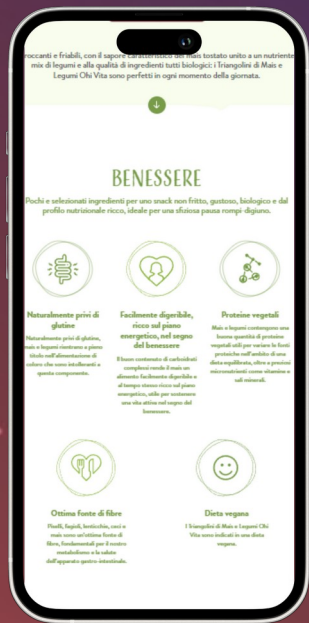 roccanti e friabili, con il sapore caratteristico del mais tostato unito a un nutriente
mix di legumi e alla qualità di ingredienti tutti biologici: i Triangolini di Mais e
Legumi Ohi Vita sono perfetti in ogni momento della giornata.
BENESSERE
Pochi e selezionati ingredienti per uno snack non fritto, gustoso, biologico e dal
profilo nutrizionale ricco, ideale per una sfiziosa pausa rompi-digiuno.
Naturalmente privi di
glutine
Naturalmente privi di glutine,
mais e legumi rientrano a pieno
titolo nell'alimentazione di
coloro che sono intolleranti a
questa componente.
Facilmente digeribile,
ricco sul piano
energetico, nel segno
del benessere
Il buon contenuto di carboidrati
complessi rende il mais un
alimento facilmente digeribile e
al tempo stesso ricco sul piano
energetico, utile per sostenere
una vita attiva nel segno del
benessere.
Proteine vegetali
Mais e legumi contengono una
buona quantità di proteine
vegetali utili per variare le fonti
proteiche nell'ambito di una
dieta equilibrata, oltre a preziosi
micronutrienti come vitamine e
sali minerali.
Ottima fonte di fibre
Piselli, fagioli, lenticchie, ceci e
mais sono un'ottima fonte di
fibre, fondamentali per il nostro
metabolismo e la salute
dell'apparato gastro-intestinale.
Dieta vegana
I Triangolini di Mais e Legumi Ohi
Vita sono indicati in una dieta
vegana.